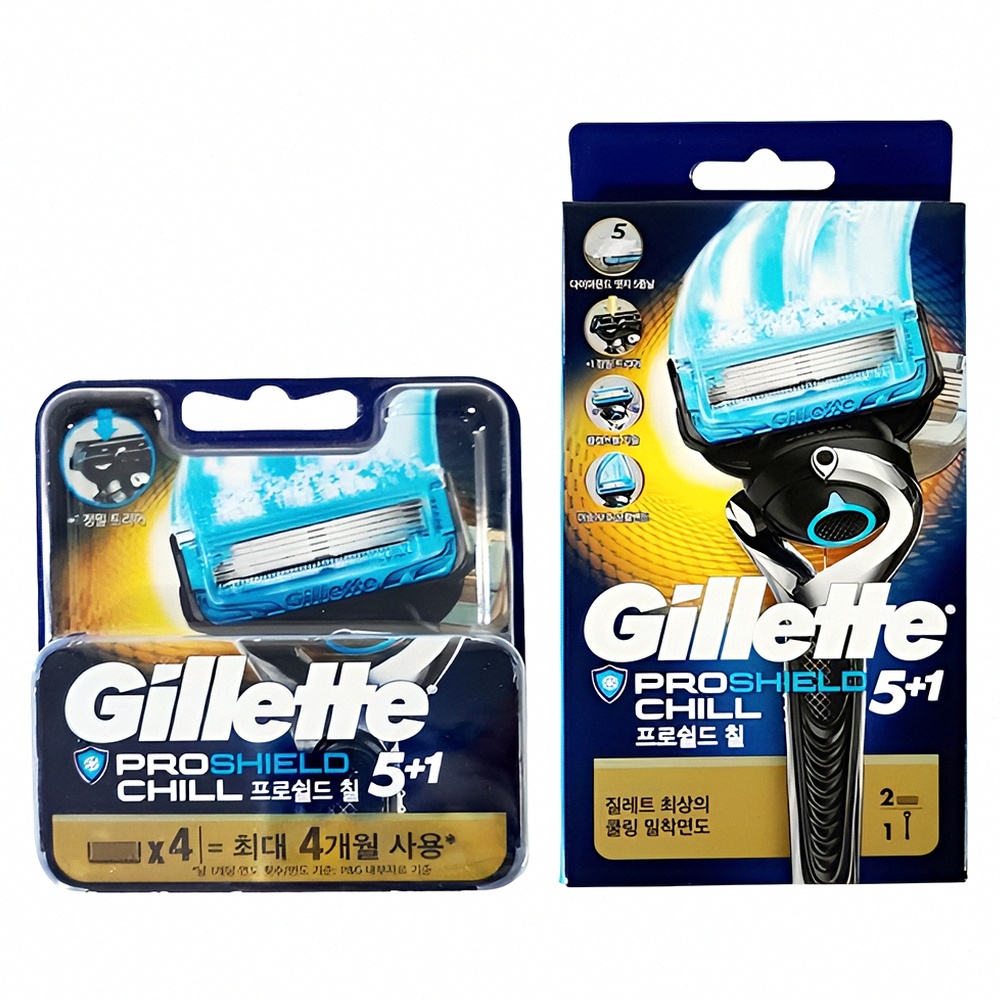 Gillette
PROSHIELD
CHILL 프로쉴드 칠
5+1
x4 = 최대 4개월 사용*
5
Gillette
Gillette
PROSHIELD
CHILL
5+1
프로쉴드 칠
질레트 최상의
쿨링 밀착면도
2
1
Gillette